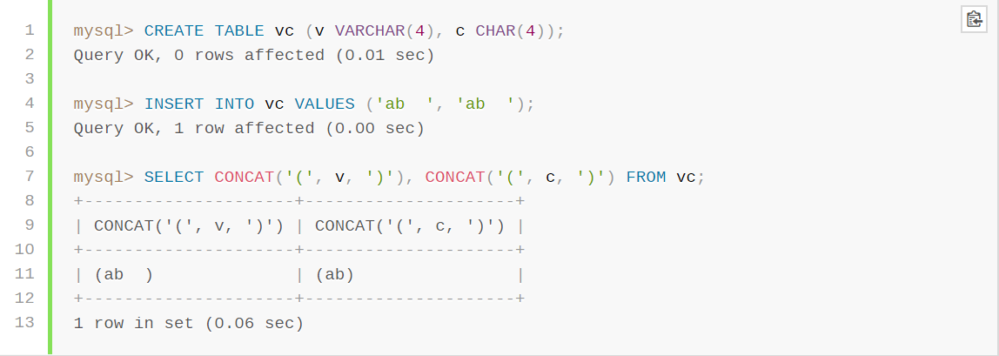 1 mysql> CREATE TABLE vc (v VARCHAR(4), c CHAR(4));
2 Query OK, 0 rows affected (0.01 sec)
3
4 mysql> INSERT INTO vc VALUES ('ab  ', 'ab  ');
5 Query OK, 1 row affected (0.00 sec)
6
7 mysql> SELECT CONCAT('(', v, ')'), CONCAT('(', c, ')') FROM vc;
8 +---------------------+---------------------+
9 | CONCAT('(', v, ')') | CONCAT('(', c, ')') |
10 +---------------------+---------------------+
11 | (ab  )              | (ab)                |
12 +---------------------+---------------------+
13 1 row in set (0.06 sec)